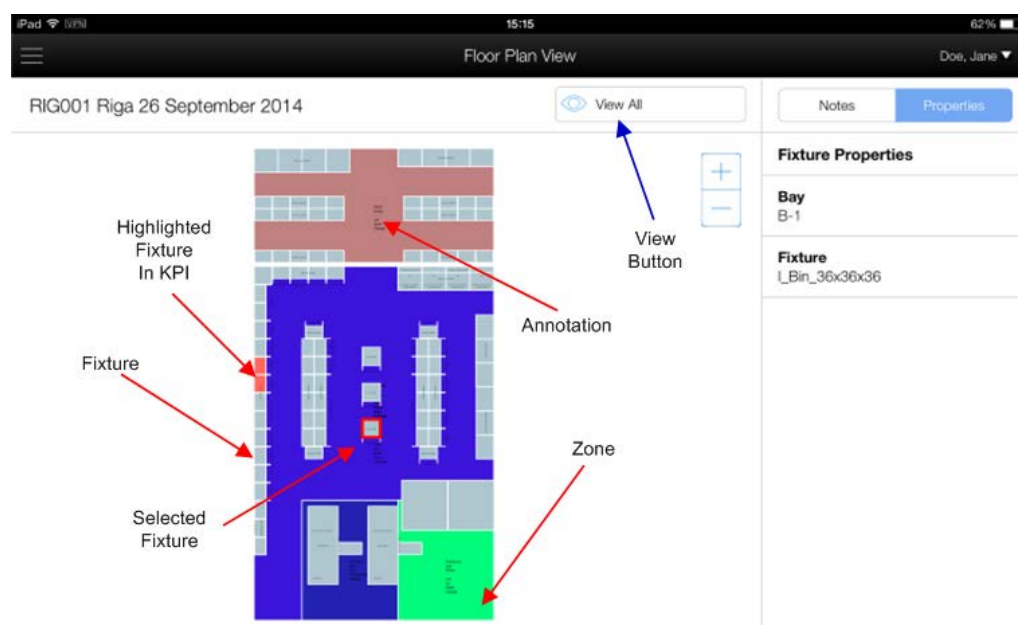 iPad VPN 15:15 62%
Floor Plan View Doe, Jane
RIG001 Riga 26 September 2014
View All
Notes Properties
Fixture Properties
Bay
B-1
Fixture
I_Bin_36x36x36
Highlighted
Fixture
In KPI
View
Button
Annotation
Fixture
Zone
Selected
Fixture